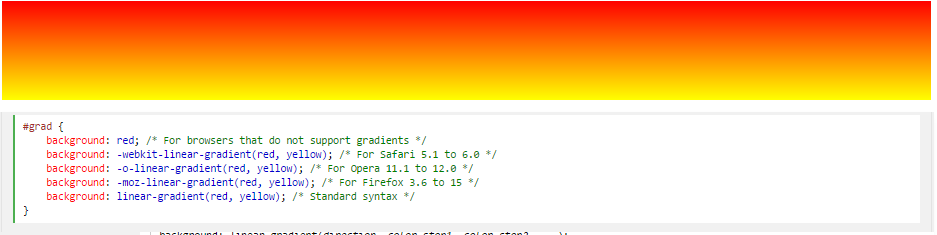 #grad {
    background: red; /* For browsers that do not support gradients */
    background: -webkit-linear-gradient(red, yellow); /* For Safari 5.1 to 6.0 */
    background: -o-linear-gradient(red, yellow); /* For Opera 11.1 to 12.0 */
    background: -moz-linear-gradient(red, yellow); /* For Firefox 3.6 to 15 */
    background: linear-gradient(red, yellow); /* Standard syntax */
}
background: linear-gradient(direction, color-stop1, color-stop2, ...);